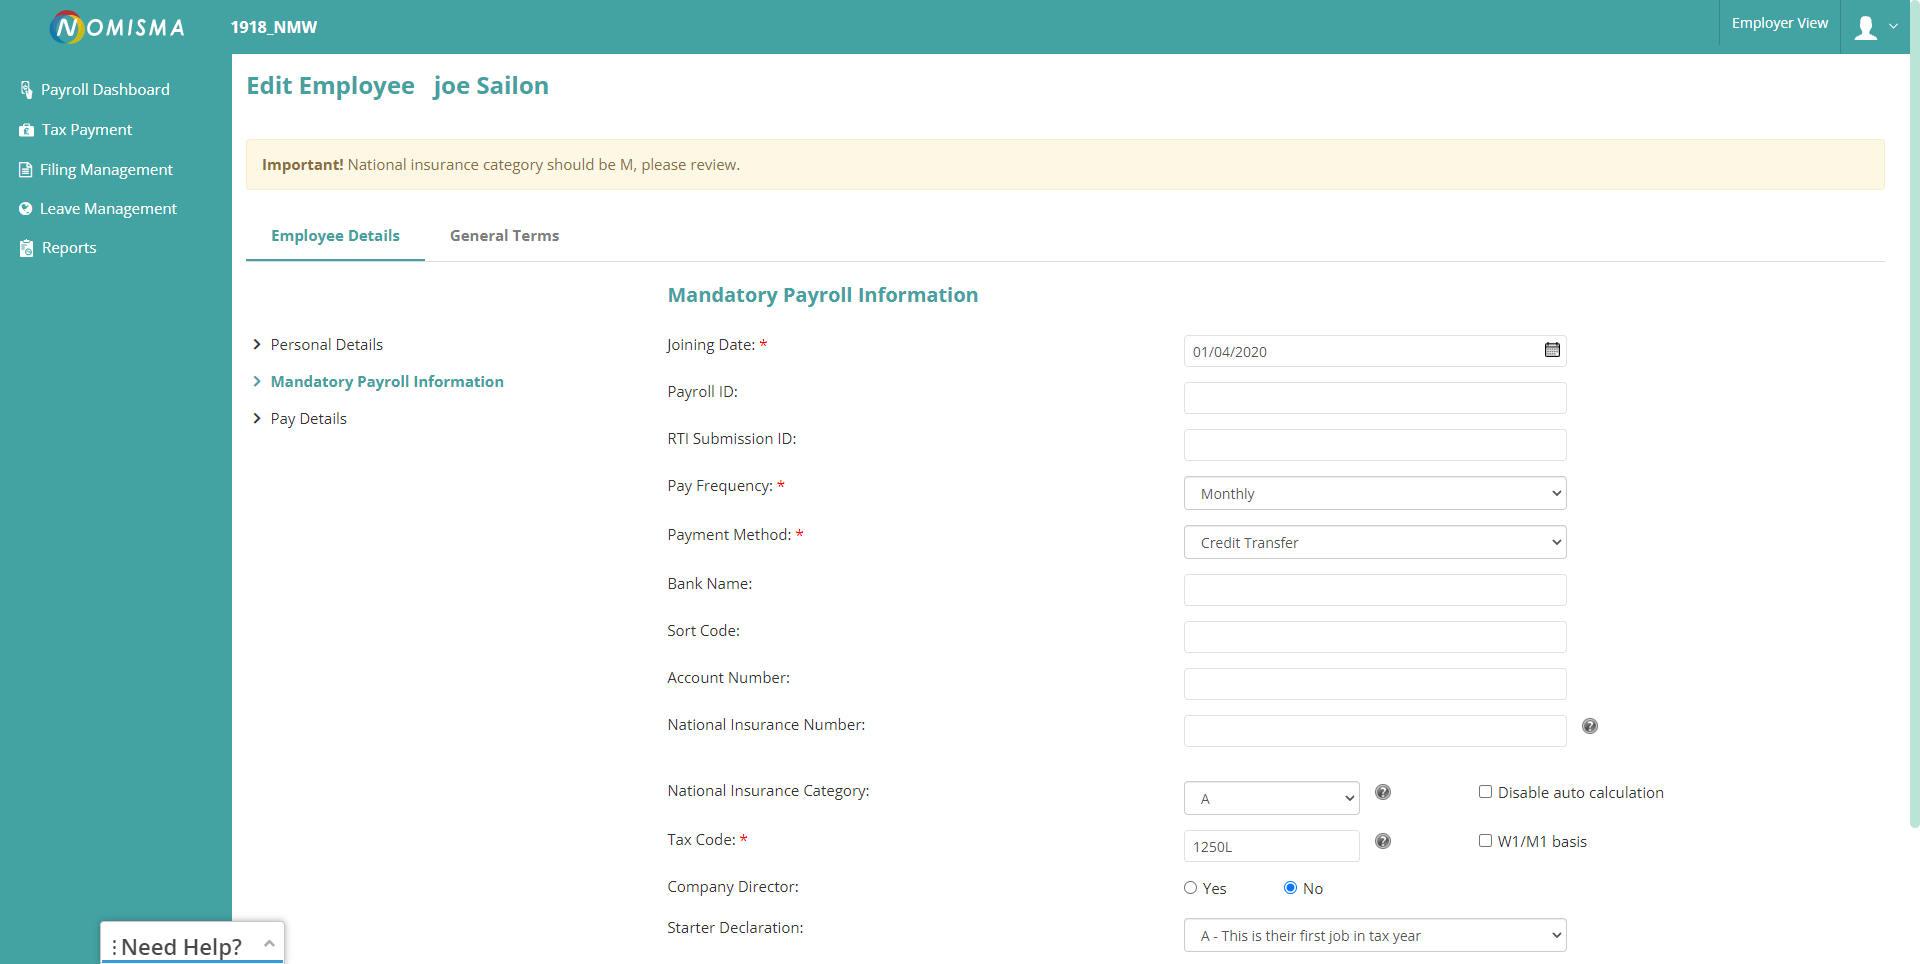 NOMISMA
1918_NMW
Employer View
Payroll Dashboard
Tax Payment
Filing Management
Leave Management
Reports
Edit Employee joe Sailon
Important! National insurance category should be M, please review.
Employee Details
General Terms
Mandatory Payroll Information
Personal Details
Mandatory Payroll Information
Pay Details
Joining Date: *
01/04/2020
Payroll ID:
RTI Submission ID:
Pay Frequency: *
Monthly
Payment Method: *
Credit Transfer
Bank Name:
Sort Code:
Account Number:
National Insurance Number:
?
National Insurance Category:
A
?
Disable auto calculation
Tax Code: *
1250L
?
W1/M1 basis
Company Director:
Yes
No
Starter Declaration:
A - This is their first job in tax year
Need Help?